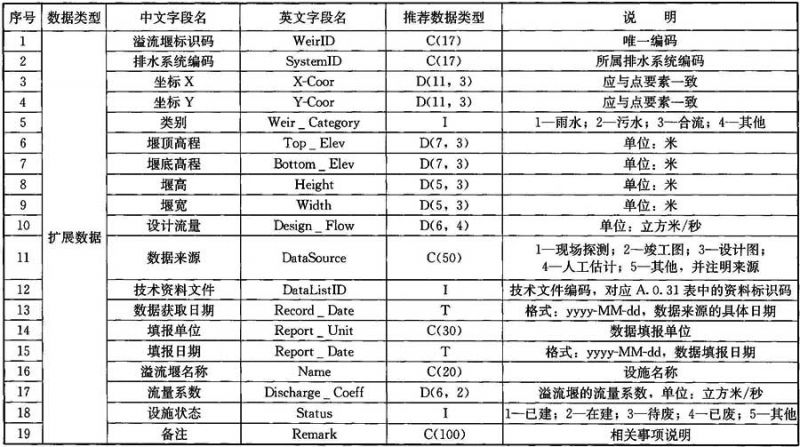 序号 数据类型 中文字段名 英文字段名 推荐数据类型 说 明
1 溢流堰标识码 WeirID C(17) 唯一编码
2 排水系统编码 SystemID C(17) 所属排水系统编码
3 坐标 X X-Coor D(11，3) 应与点要素一致
4 坐标 Y Y-Coor D(11，3) 应与点要素一致
5 类别 Weir _ Category I 1—雨水；2—污水；3—合流；4—其他
6 堰顶高程 Top _ Elev D(7，3) 单位：米
7 堰底高程 Bottom _ Elev D(7，3) 单位：米
8 堰高 Height D(5，3) 单位：米
9 堰宽 Width D(5，3) 单位：米
10 设计流量 Design _ Flow D(6，4) 单位：立方米/秒
扩展数据
11 数据来源 DataSource C(50) 1—现场探测；2—竣工图；3—设计图；
4—人工估计；5—其他，并注明来源
12 技术资料文件 DataListID I 技术文件编码，对应 A.0.31 表中的资料标识码
13 数据获取日期 Record _ Date T 格式：yyyy-MM-dd，数据来源的具体日期
14 填报单位 Report _ Unit C(30) 数据填报单位
15 填报日期 Report _ Date T 格式：yyyy-MM-dd，数据填报日期
16 溢流堰名称 Name C(20) 设施名称
17 流量系数 Discharge _ Coeff D(6，2) 溢流堰的流量系数，单位：立方米/秒
18 设施状态 Status I 1—已建；2—在建；3—待废；4—已废；5—其他
19 备注 Remark C(100) 相关事项说明